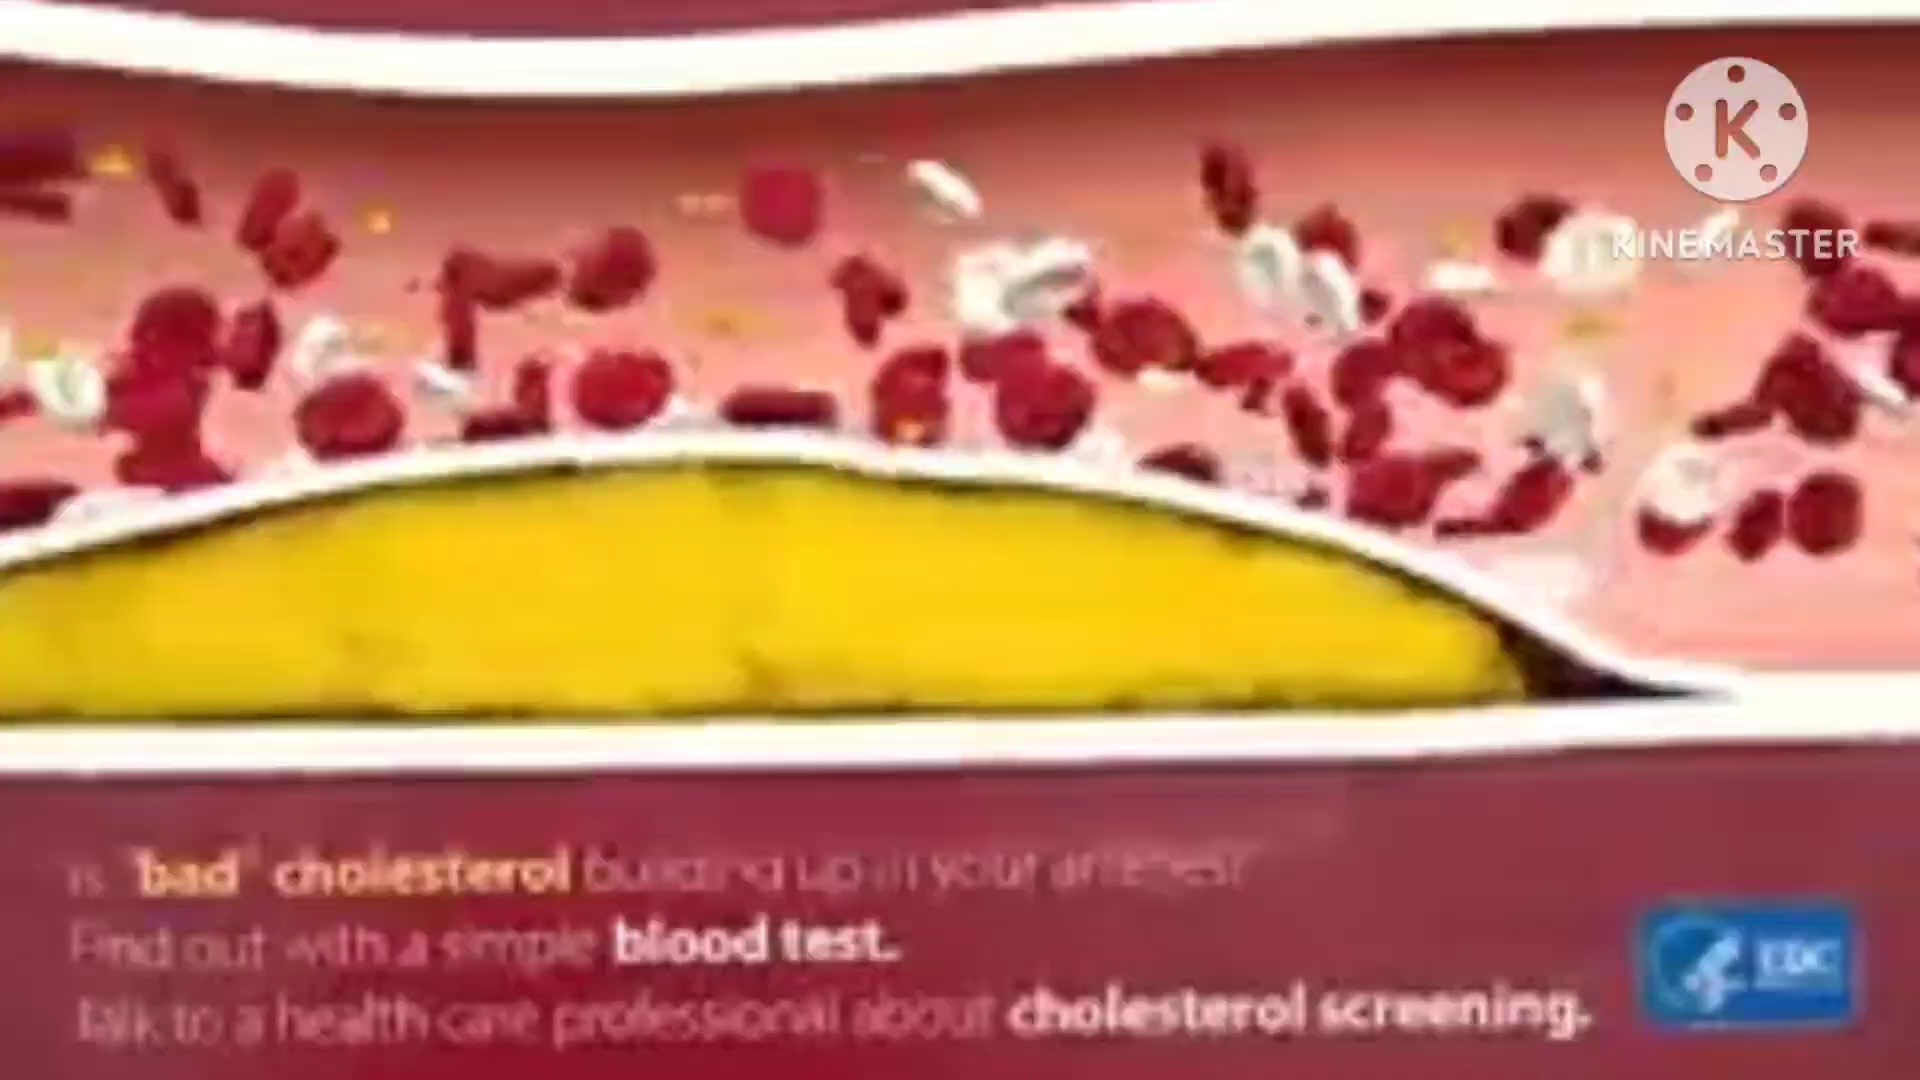 K
KINEMASTER
Is "bad" cholesterol building up in your arteries?
Find out with a simple blood test.
Talk to a health care professional about cholesterol screening.
CDC